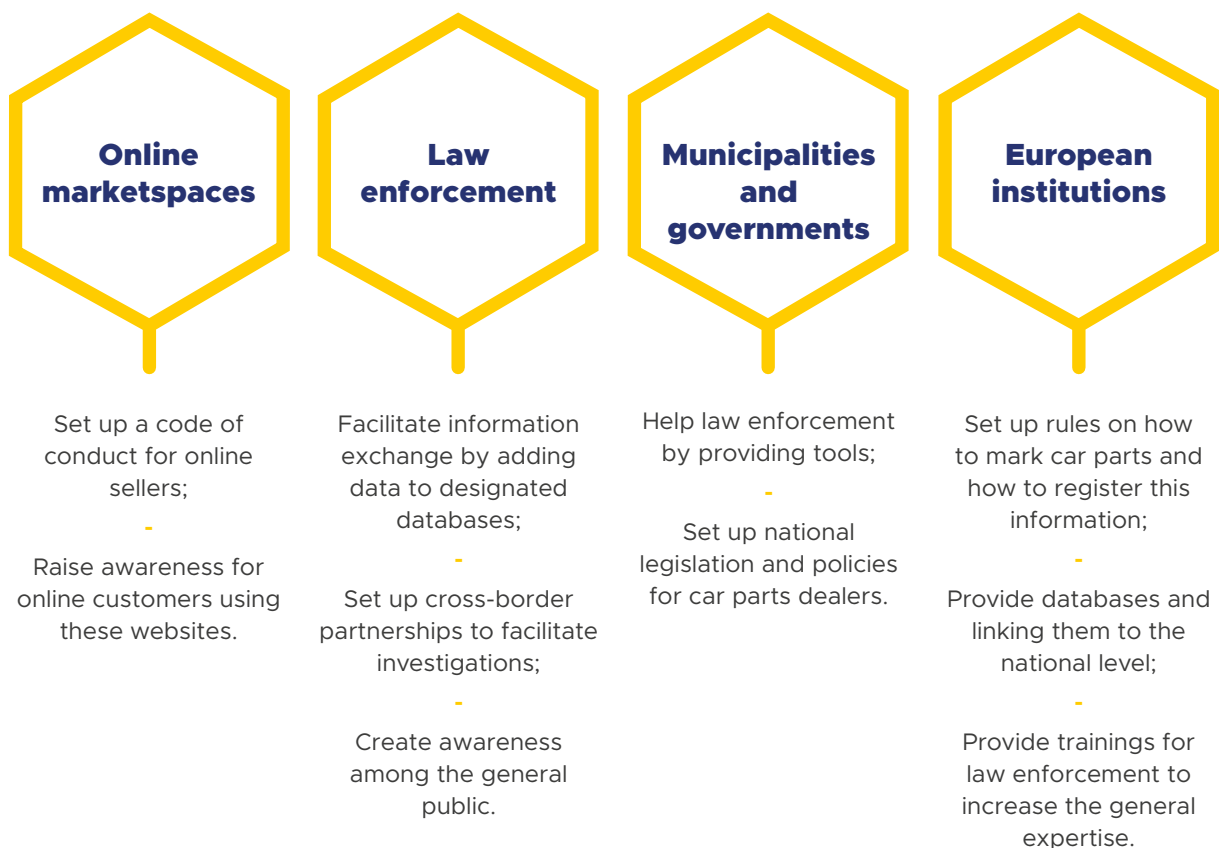 Online
marketspaces
Set up a code of
conduct for online
sellers;
-
Raise awareness for
online customers using
these websites.
Law
enforcement
Facilitate information
exchange by adding
data to designated
databases;
-
Set up cross-border
partnerships to facilitate
investigations;
-
Create awareness
among the general
public.
Municipalities
and
governments
Help law enforcement
by providing tools;
-
Set up national
legislation and policies
for car parts dealers.
European
institutions
Set up rules on how
to mark car parts and
how to register this
information;
-
Provide databases and
linking them to the
national level;
-
Provide trainings for
law enforcement to
increase the general
expertise.